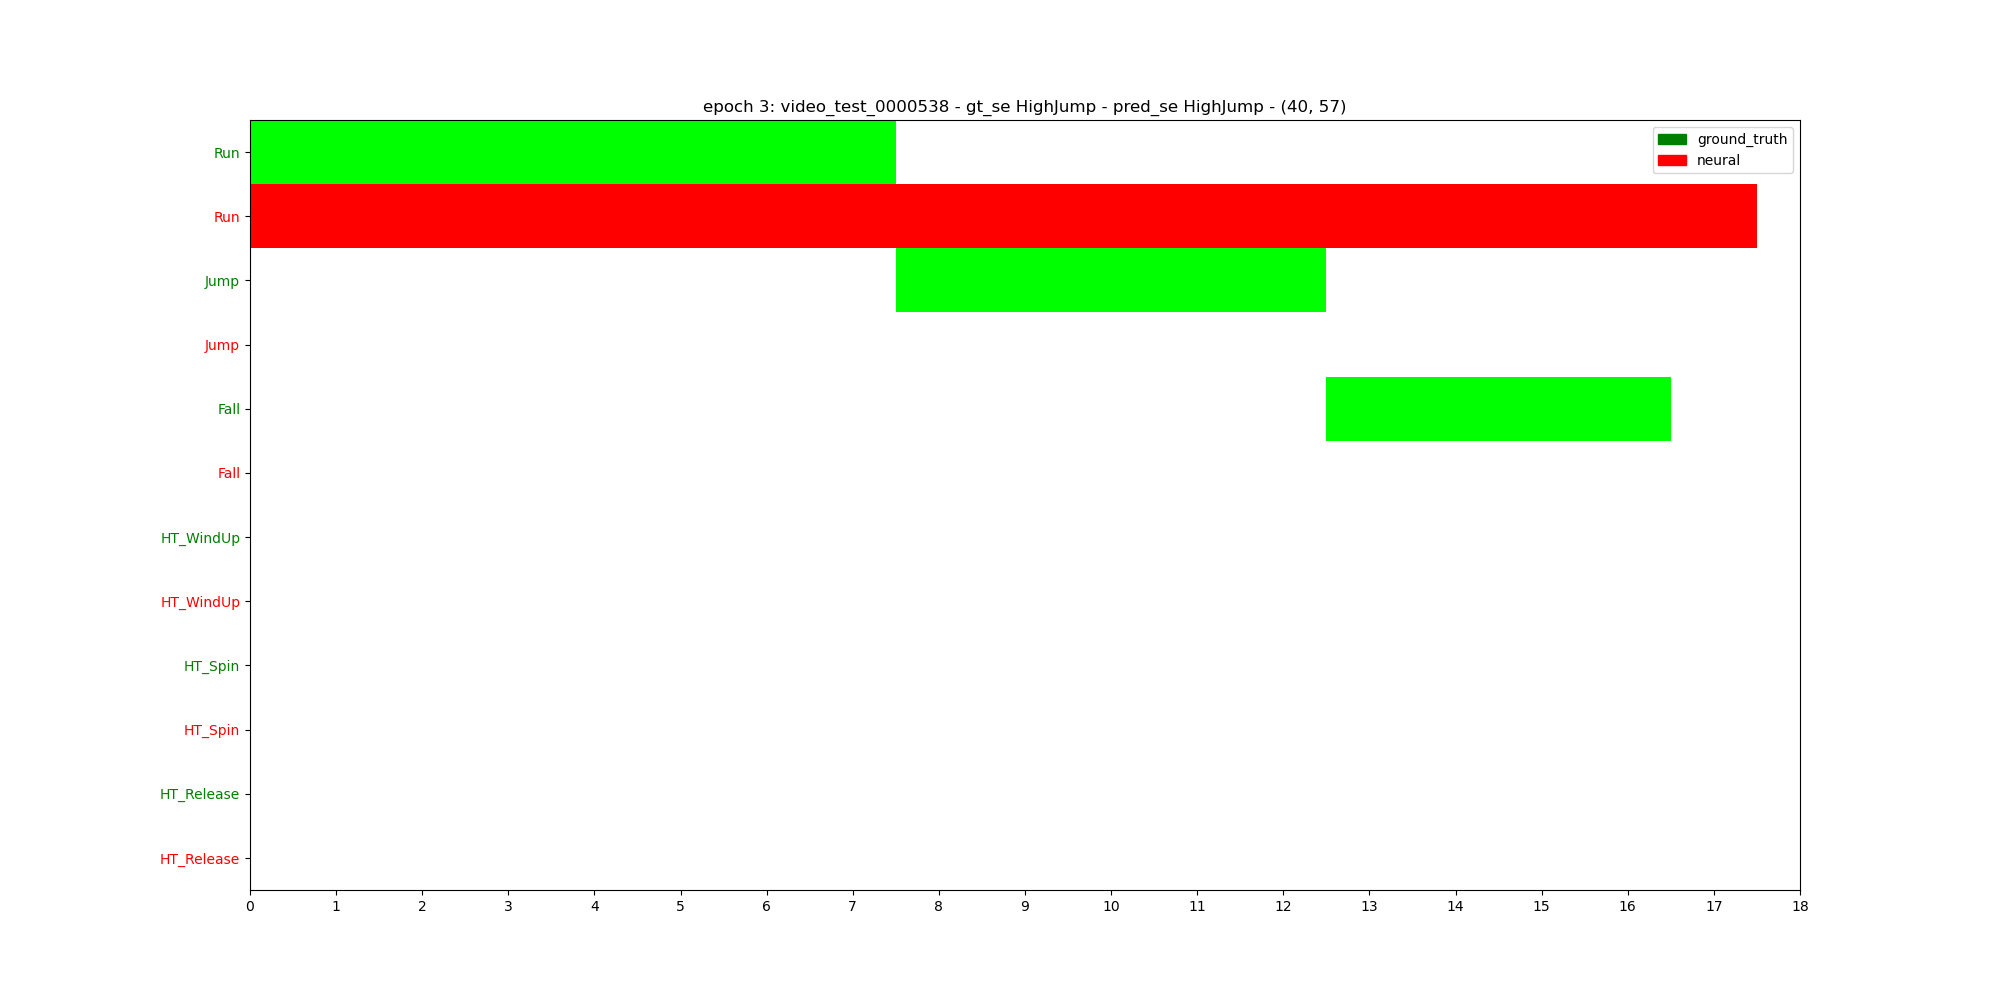 epoch 3: video_test_0000538 - gt_se HighJump - pred_se HighJump - (40, 57)
ground_truth
neural
Run
Run
Jump
Jump
Fall
Fall
HT_WindUp
HT_WindUp
HT_Spin
HT_Spin
HT_Release
HT_Release
0 1 2 3 4 5 6 7 8 9 10 11 12 13 14 15 16 17 18